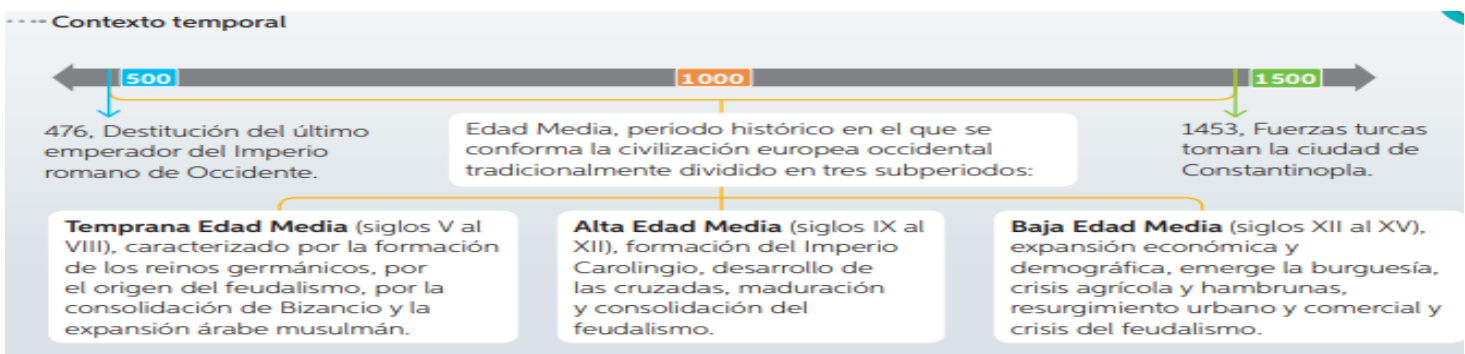 Contexto temporal
500
1000
1500
476, Destitución del último
emperador del Imperio
romano de Occidente.
Edad Media, periodo histórico en el que se
conforma la civilización europea occidental
tradicionalmente dividido en tres subperiodos:
1453, Fuerzas turcas
toman la ciudad de
Constantinopla.
Temprana Edad Media (siglos V al
VIII), caracterizado por la formación
de los reinos germánicos, por
el origen del feudalismo, por la
consolidación de Bizancio y la
expansión árabe musulmán.
Alta Edad Media (siglos IX al
XII), formación del Imperio
Carolingio, desarrollo de
las cruzadas, maduración
y consolidación del
feudalismo.
Baja Edad Media (siglos XII al XV),
expansión económica y
demográfica, emerge la burguesía,
crisis agrícola y hambrunas,
resurgimiento urbano y comercial y
crisis del feudalismo.